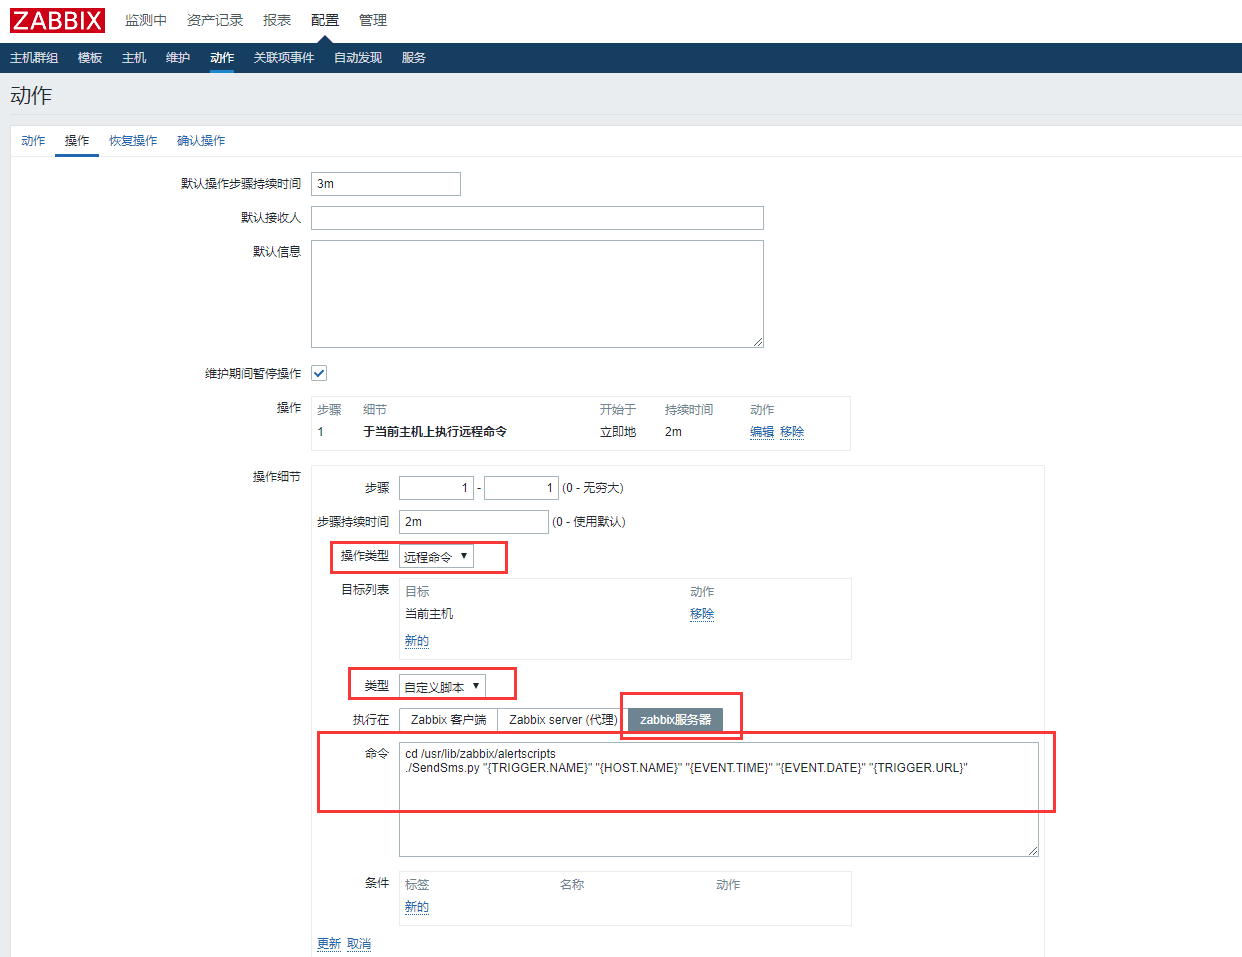 ZABBIX 监测中 资产记录 报表 配置 管理
主机群组 模板 主机 维护 动作 关联项事件 自动发现 服务
动作
动作 操作 恢复操作 确认操作
默认操作步骤持续时间 3m
默认接收人
默认信息
维护期间暂停操作
操作 步骤 细节 开始于 持续时间 动作
1 于当前主机上执行远程命令 立即地 2m 编辑 移除
操作细节
步骤 1 - 1 (0 - 无穷大)
步骤持续时间 2m (0 - 使用默认)
操作类型 远程命令
目标列表 目标 动作
当前主机 移除
新的
类型 自定义脚本
执行在 Zabbix 客户端 Zabbix server (代理) zabbix服务器
命令 cd /usr/lib/zabbix/alertscripts
./SendSms.py "{TRIGGER.NAME}" "{HOST.NAME}" "{EVENT.TIME}" "{EVENT.DATE}" "{TRIGGER.URL}"
条件 标签 名称 动作
新的
更新 取消